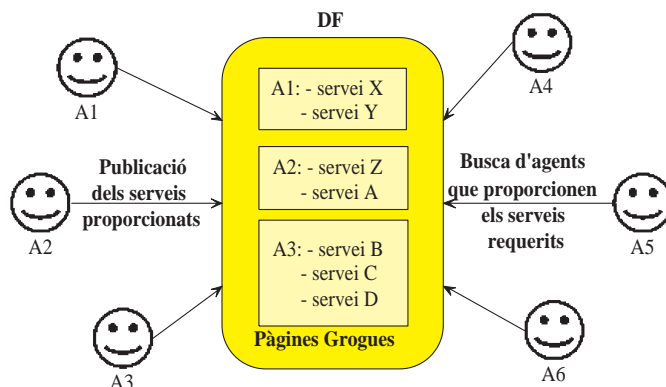 DF
A1: - servei X
- servei Y
A2: - servei Z
- servei A
A3: - servei B
- servei C
- servei D
Pàgines Grogues
A1
Publicació
dels serveis
proporcionats
A2
A3
A4
Busca d'agents
que proporcionen
els serveis
requerits
A5
A6